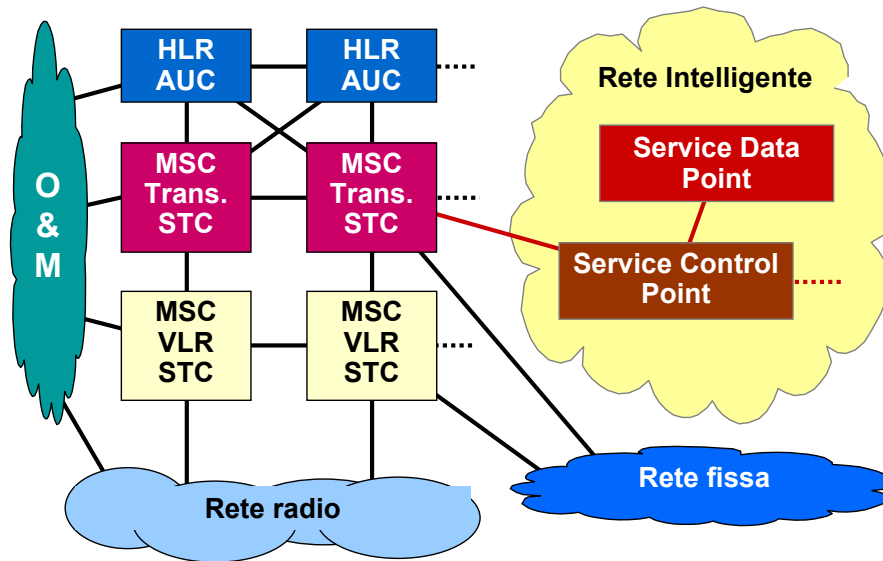 HLR
AUC
HLR
AUC
Rete Intelligente
O
&
M
MSC
Trans.
STC
MSC
Trans.
STC
Service Data
Point
Service Control
Point
MSC
VLR
STC
MSC
VLR
STC
Rete radio
Rete fissa